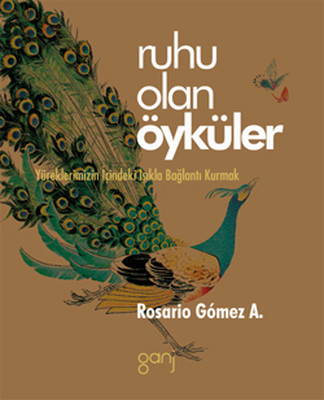 ruhu
olan
öyküler
Yüreklerimizin İçindeki Işıkla Bağlantı Kurmak
Rosario Gómez A.
ganj